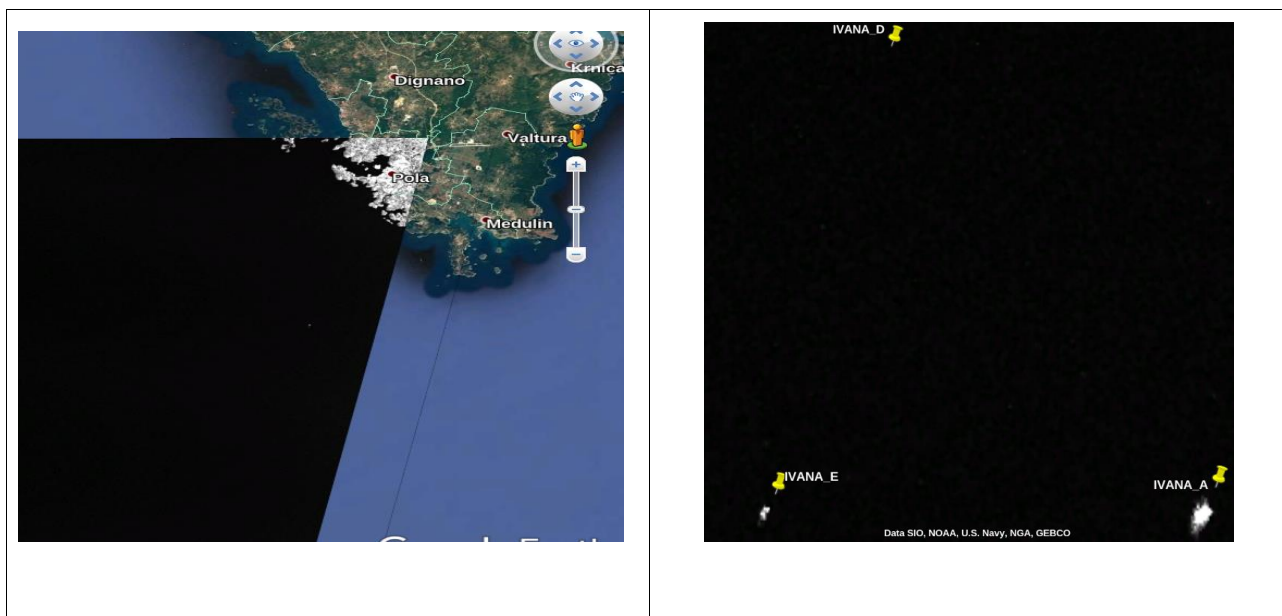 Dignano
Krnica
Valtura
Pola
Medulin
IVANA_D
IVANA_E
IVANA_A
Data SIO, NOAA, U.S. Navy, NGA, GEBCO